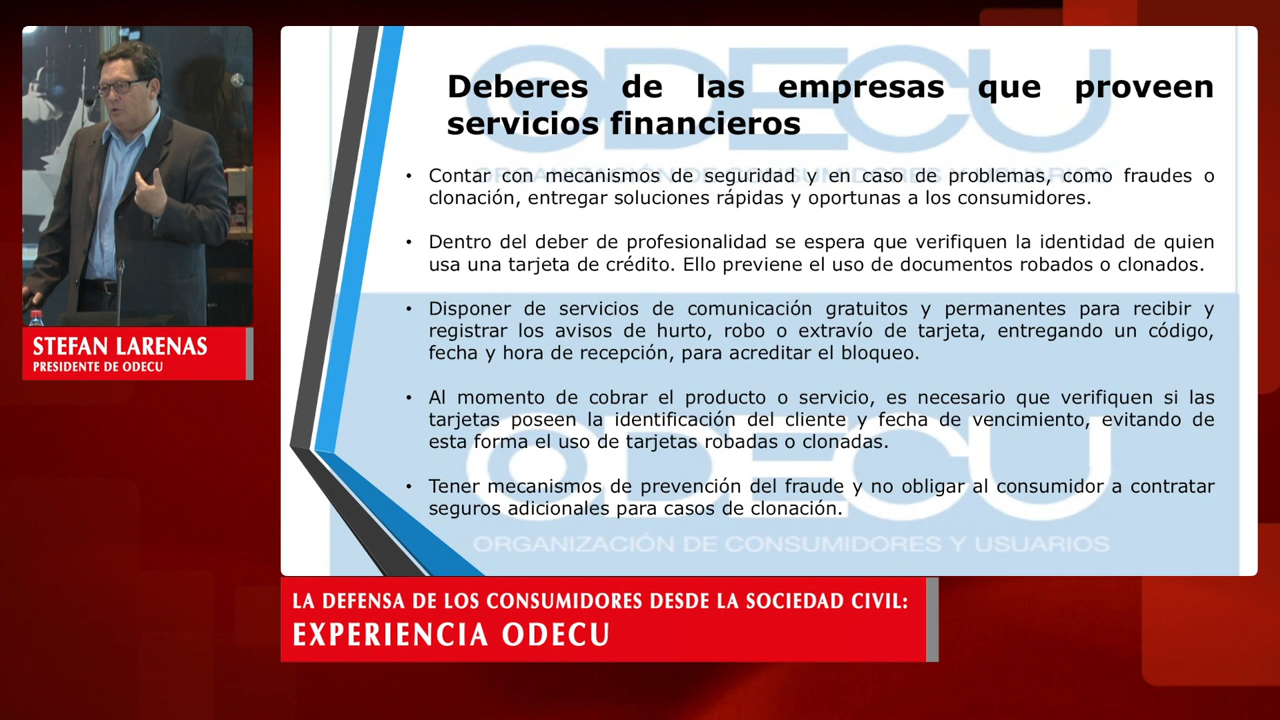 STEFAN LARENAS
PRESIDENTE DE ODECU
ODECU
ORGANIZACIÓN DE CONSUMIDORES Y USUARIOS
Deberes de las empresas que proveen
servicios financieros
• Contar con mecanismos de seguridad y en caso de problemas, como fraudes o
clonación, entregar soluciones rápidas y oportunas a los consumidores.
• Dentro del deber de profesionalidad se espera que verifiquen la identidad de quien
usa una tarjeta de crédito. Ello previene el uso de documentos robados o clonados.
• Disponer de servicios de comunicación gratuitos y permanentes para recibir y
registrar los avisos de hurto, robo o extravío de tarjeta, entregando un código,
fecha y hora de recepción, para acreditar el bloqueo.
• Al momento de cobrar el producto o servicio, es necesario que verifiquen si las
tarjetas poseen la identificación del cliente y fecha de vencimiento, evitando de
esta forma el uso de tarjetas robadas o clonadas.
• Tener mecanismos de prevención del fraude y no obligar al consumidor a contratar
seguros adicionales para casos de clonación.
ODECU
ORGANIZACIÓN DE CONSUMIDORES Y USUARIOS
LA DEFENSA DE LOS CONSUMIDORES DESDE LA SOCIEDAD CIVIL:
EXPERIENCIA ODECU